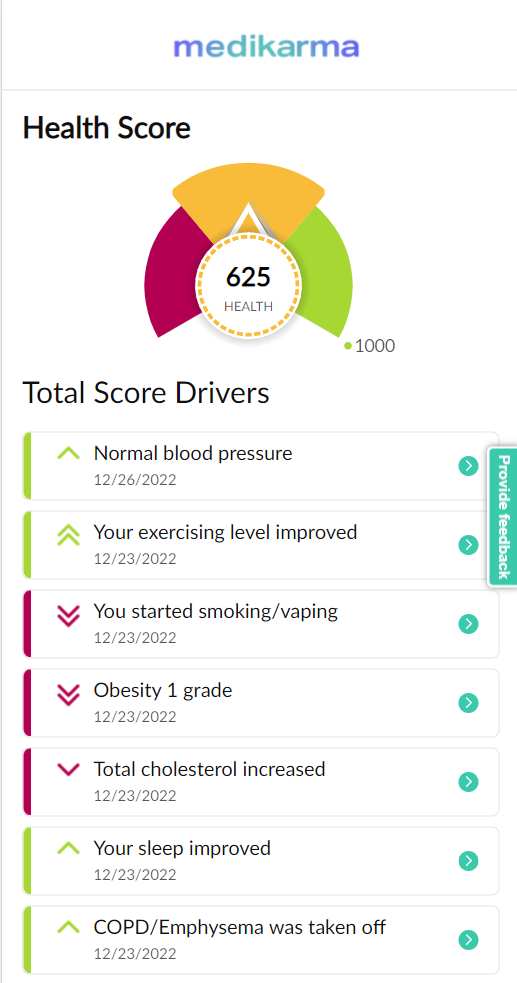 medikarma
Health Score
625
HEALTH
1000
Total Score Drivers
Normal blood pressure
12/26/2022
Provide feedback
Your exercising level improved
12/23/2022
You started smoking/vaping
12/23/2022
Obesity 1 grade
12/23/2022
Total cholesterol increased
12/23/2022
Your sleep improved
12/23/2022
COPD/Emphysema was taken off
12/23/2022